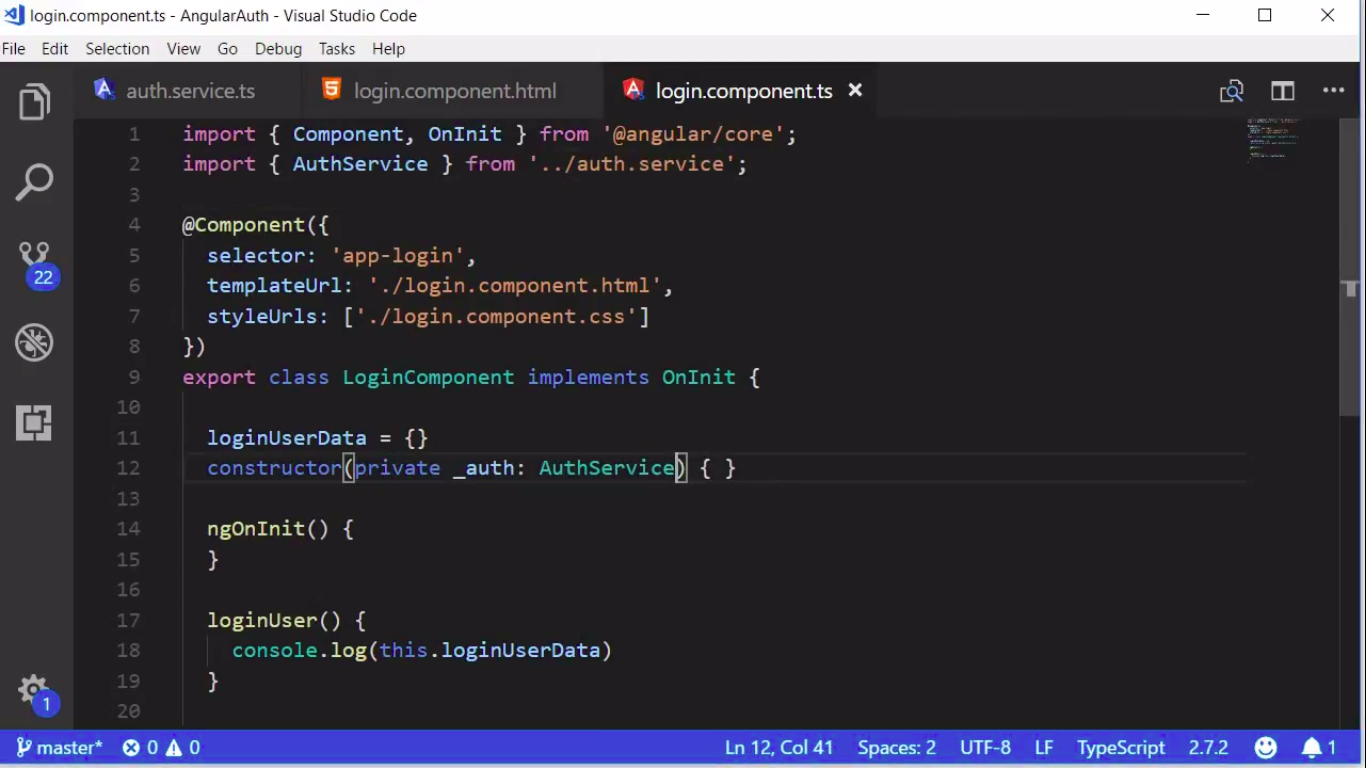 login.component.ts - AngularAuth - Visual Studio Code
File Edit Selection View Go Debug Tasks Help
auth.service.ts login.component.html login.component.ts
1 import { Component, OnInit } from '@angular/core';
2 import { AuthService } from '../auth.service';
3
4 @Component({
5 selector: 'app-login',
6 templateUrl: './login.component.html',
7 styleUrls: ['./login.component.css']
8 })
9 export class LoginComponent implements OnInit {
10
11 loginUserData = {}
12 constructor(private _auth: AuthService) { }
13
14 ngOnInit() {
15 }
16
17 loginUser() {
18 console.log(this.loginUserData)
19 }
20
22
1
master* 0 0 Ln 12, Col 41 Spaces: 2 UTF-8 LF TypeScript 2.7.2 1